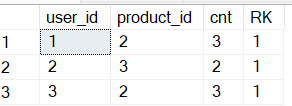 user_id product_id cnt RK
1 1 2 3 1
2 2 3 2 1
3 3 2 3 1